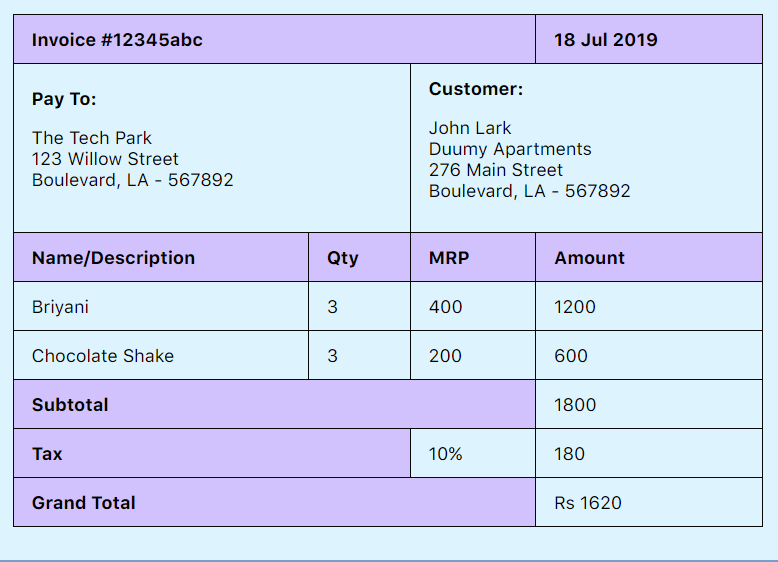 Invoice #12345abc 18 Jul 2019
Pay To:
The Tech Park
123 Willow Street
Boulevard, LA - 567892
Customer:
John Lark
Duumy Apartments
276 Main Street
Boulevard, LA - 567892
Name/Description Qty MRP Amount
Briyani 3 400 1200
Chocolate Shake 3 200 600
Subtotal 1800
Tax 10% 180
Grand Total Rs 1620